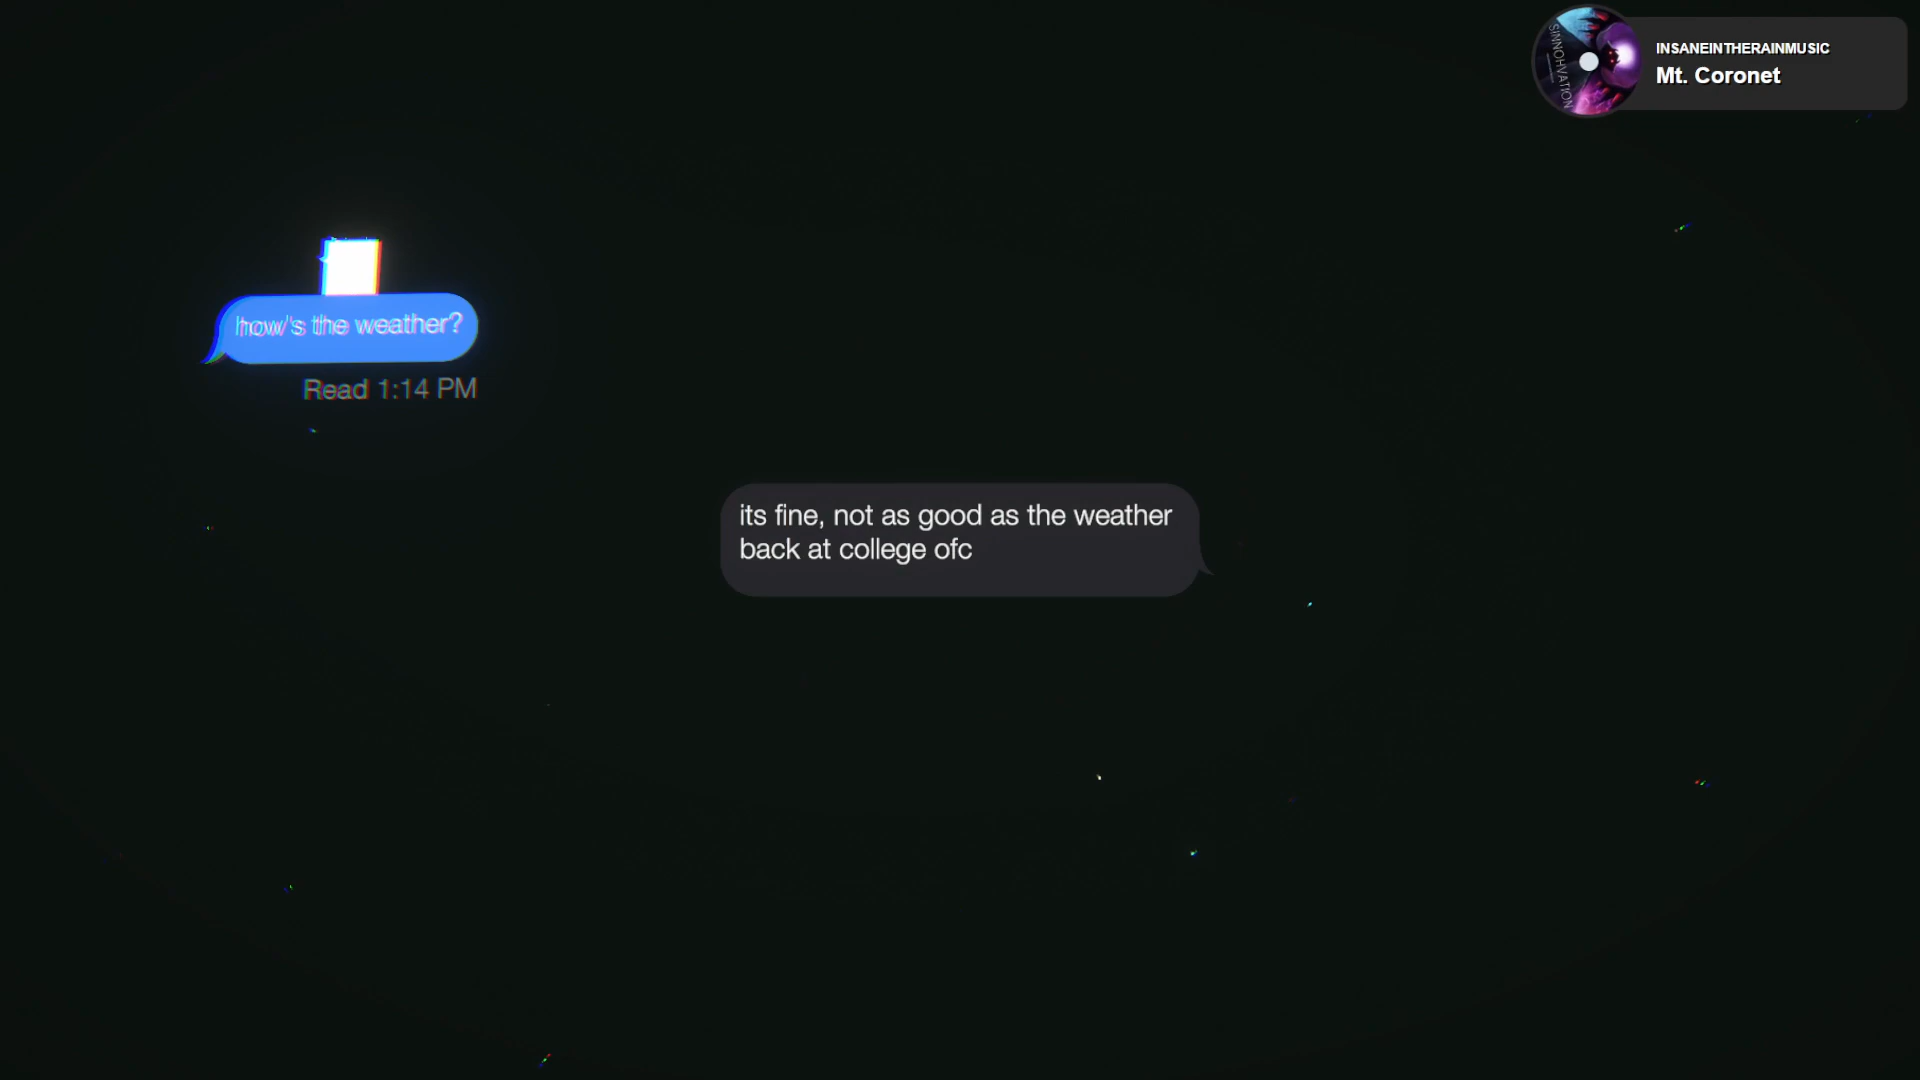 INSANEINTHERAINMUSIC
Mt. Coronet
SINNOHVATION
how's the weather?
Read 1:14 PM
its fine, not as good as the weather
back at college ofc